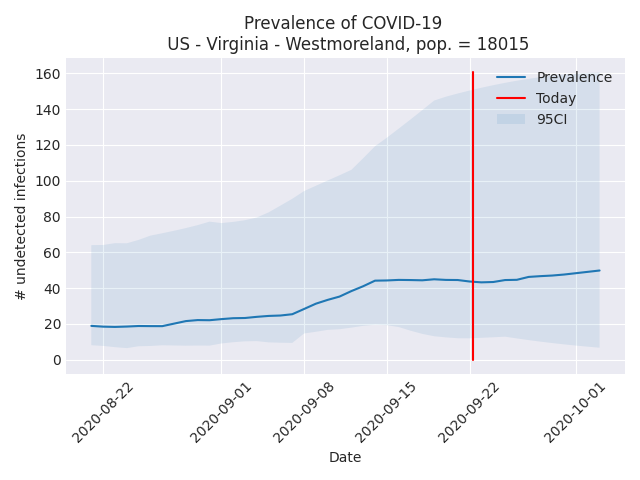 Prevalence of COVID-19
US - Virginia - Westmoreland, pop. = 18015
Prevalence
Today
95CI
# undetected infections
160
140
120
100
80
60
40
20
0
2020-08-22
2020-09-01
2020-09-08
2020-09-15
2020-09-22
2020-10-01
Date